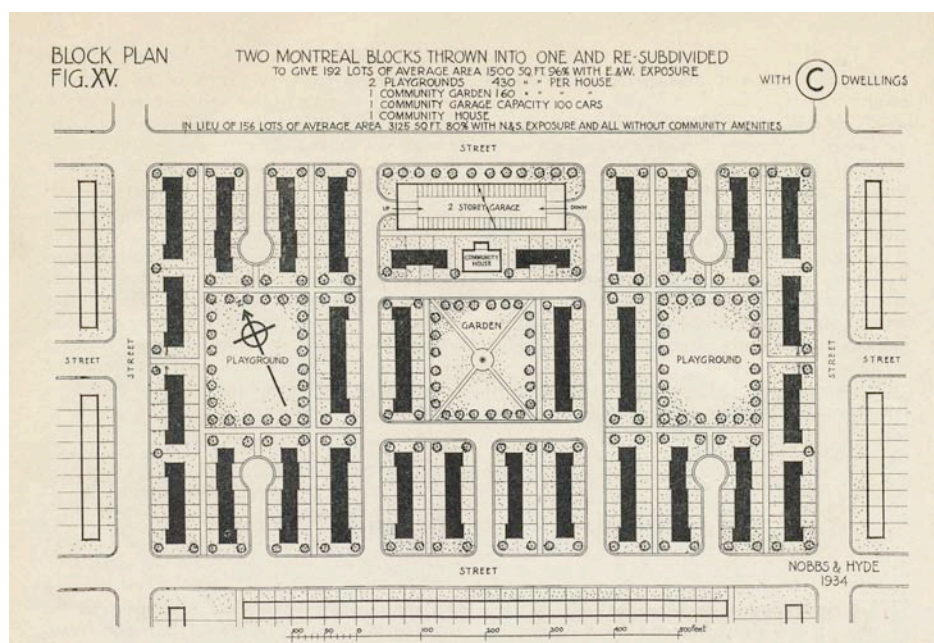 BLOCK PLAN
FIG. XV.
TWO MONTREAL BLOCKS THROWN INTO ONE AND RE-SUBDIVIDED
TO GIVE 192 LOTS OF AVERAGE AREA 1500 SQ.FT. 96% WITH E.&W. EXPOSURE
2 PLAYGROUNDS 430 " " PER HOUSE
1 COMMUNITY GARDEN 160 " " " "
1 COMMUNITY GARAGE CAPACITY 100 CARS
1 COMMUNITY HOUSE
IN LIEU OF 156 LOTS OF AVERAGE AREA 3125 SQ.FT. 80% WITH N.&S. EXPOSURE AND ALL WITHOUT COMMUNITY AMENITIES
WITH C DWELLINGS
STREET
UP
2 STOREY GARAGE
DOWN
COMMUNITY
HOUSE
GARDEN
PLAYGROUND
PLAYGROUND
STREET
STREET
STREET
STREET
STREET
NOBBS & HYDE
1934
100 50 0 100 200 300 400 500 feet